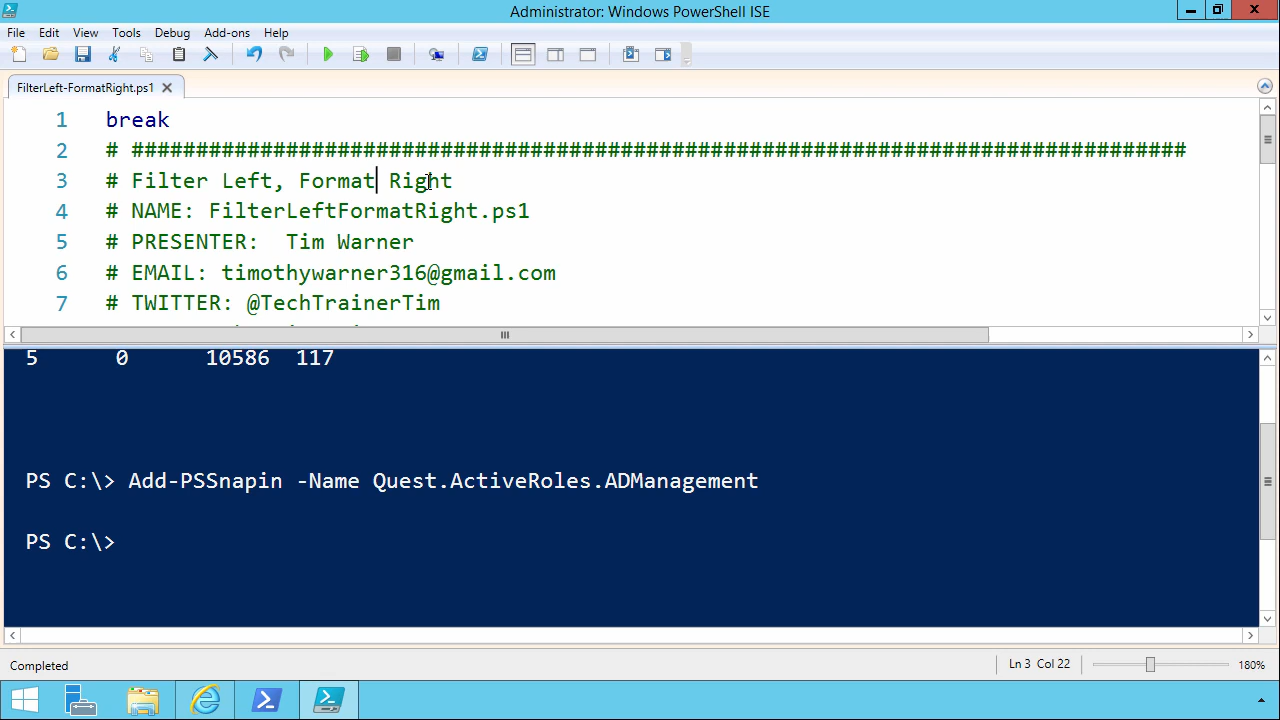 Administrator: Windows PowerShell ISE
File Edit View Tools Debug Add-ons Help
FilterLeft-FormatRight.ps1
1 break
2 # ##################################################################################
3 # Filter Left, Format Right
4 # NAME: FilterLeftFormatRight.ps1
5 # PRESENTER:  Tim Warner
6 # EMAIL: timothywarner316@gmail.com
7 # TWITTER: @TechTrainerTim
5      0      10586  117
PS C:\> Add-PSSnapin -Name Quest.ActiveRoles.ADManagement
PS C:\>
Completed
Ln 3 Col 22
180%